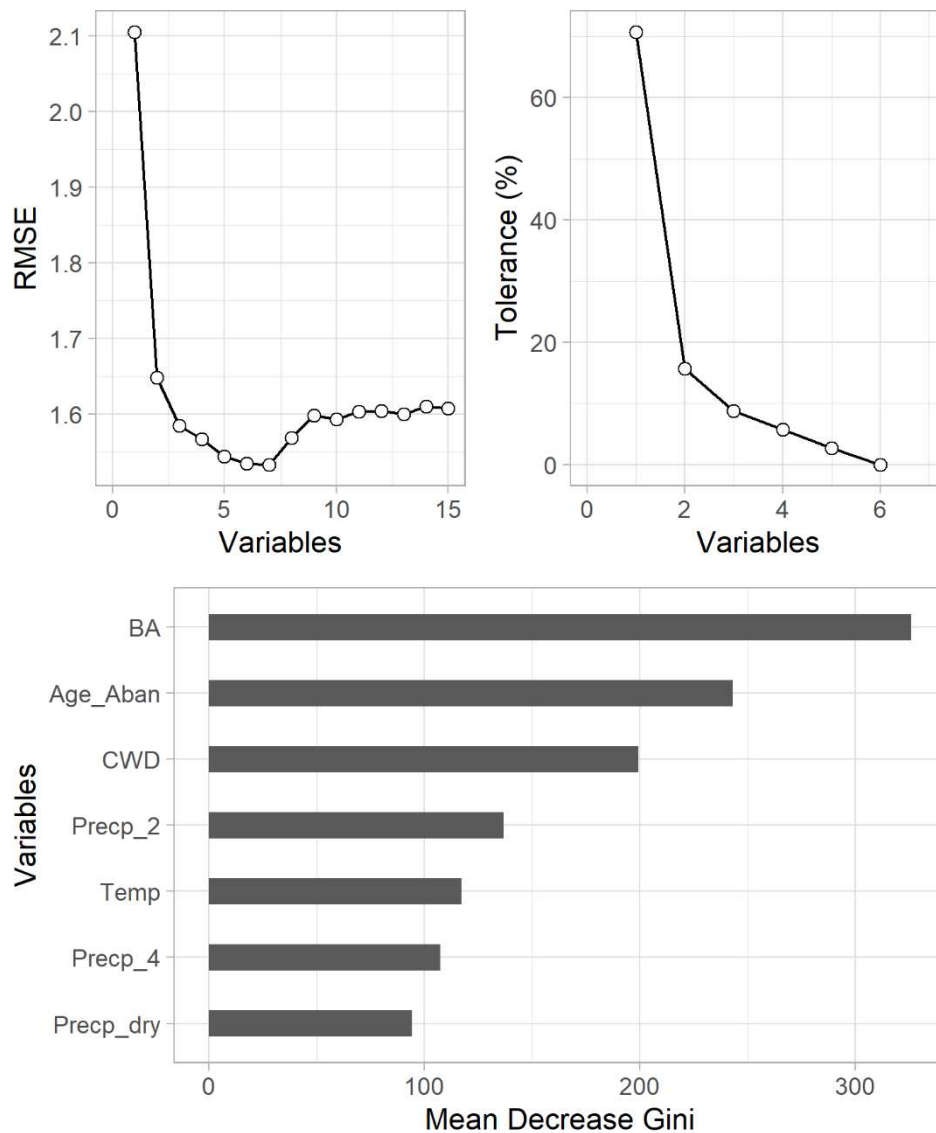 2.1
2.0
1.9
1.8
1.7
1.6
RMSE
0 5 10 15
Variables
60
40
20
0
Tolerance (%)
0 2 4 6
Variables
BA
Age_Aban
CWD
Precp_2
Temp
Precp_4
Precp_dry
Variables
0 100 200 300
Mean Decrease Gini